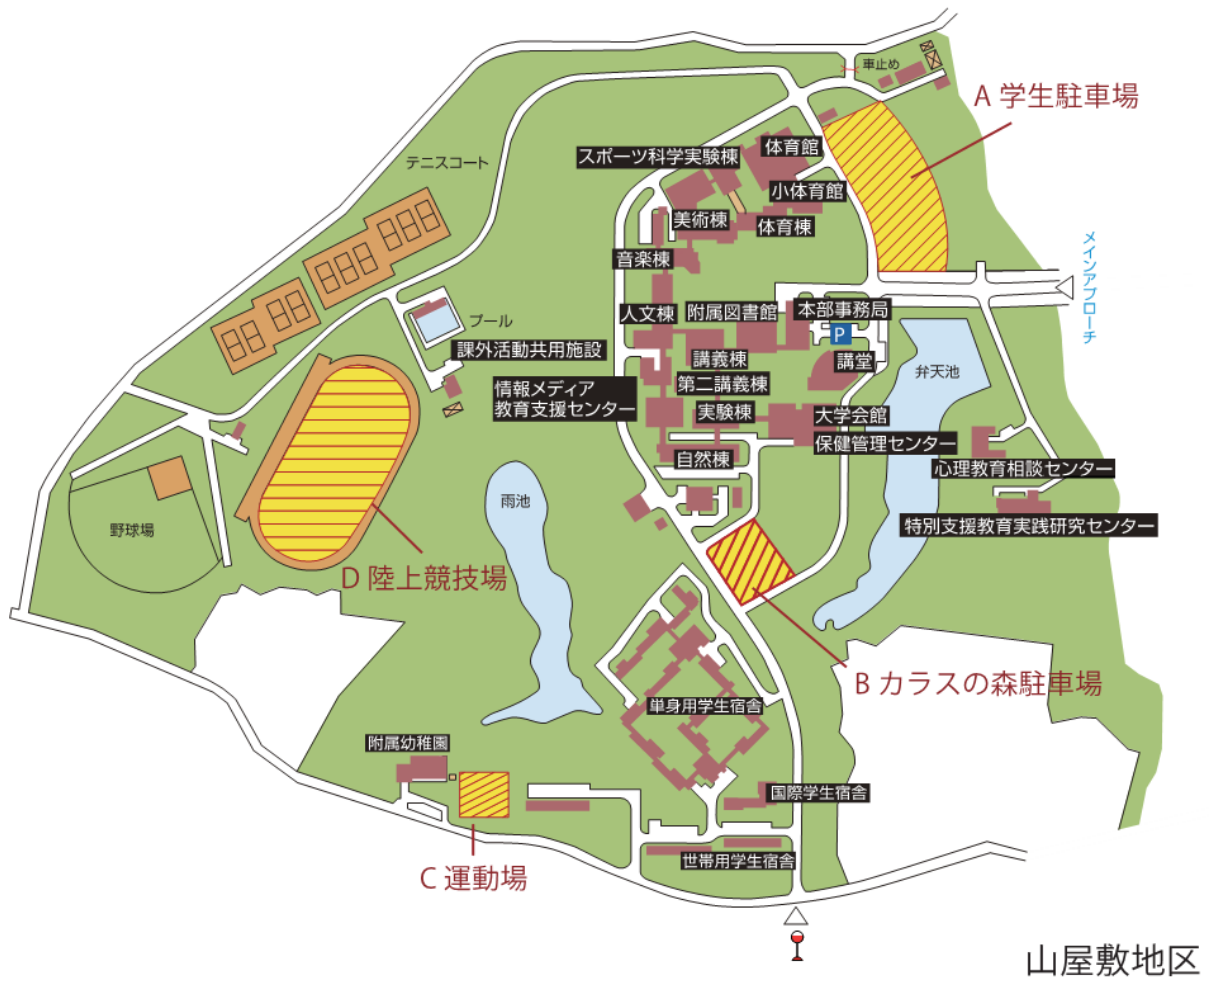 車止め
A 学生駐車場
体育館
スポーツ科学実験棟
テニスコート
小体育館
美術棟
体育棟
メインアプローチ
音楽棟
人文棟
附属図書館
本部事務局
プール
P
課外活動共用施設
講義棟
講堂
弁天池
第二講義棟
情報メディア
教育支援センター
実験棟
大学会館
保健管理センター
自然棟
心理教育相談センター
雨池
野球場
特別支援教育実践研究センター
D 陸上競技場
B カラスの森駐車場
単身用学生宿舎
附属幼稚園
国際学生宿舎
世帯用学生宿舎
C 運動場
山屋敷地区